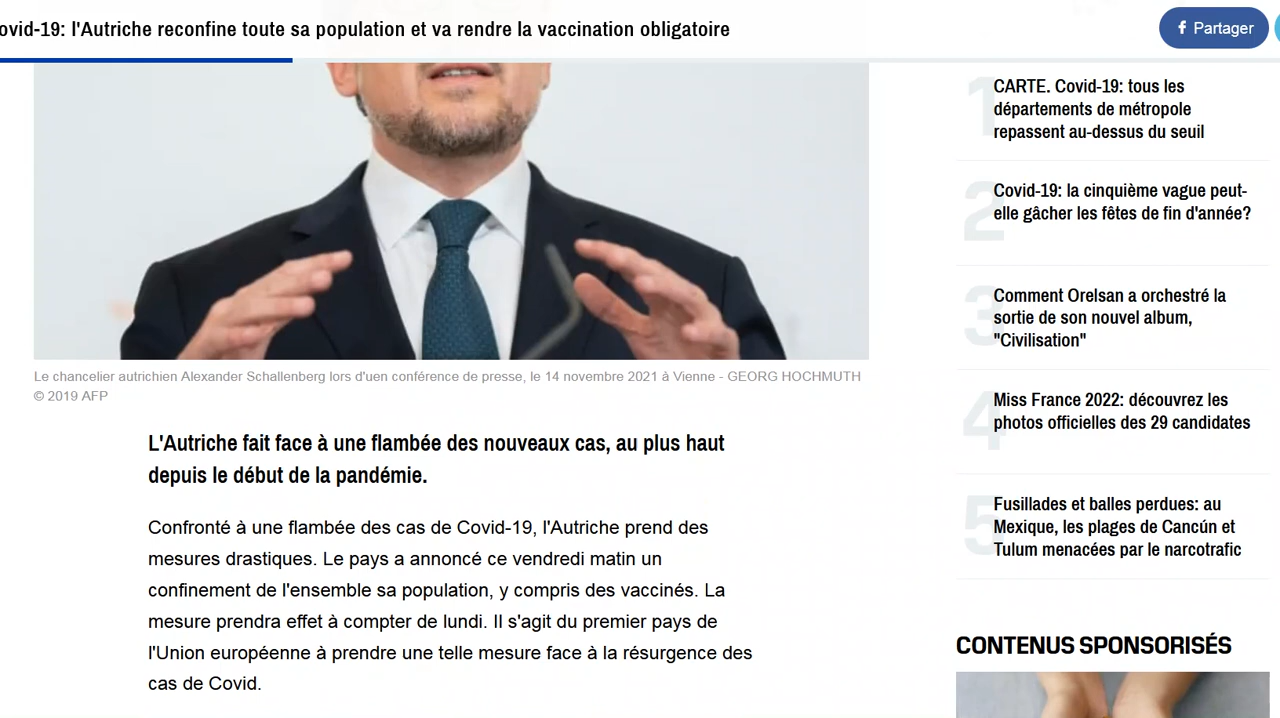 ovid-19: l'Autriche reconfine toute sa population et va rendre la vaccination obligatoire
Partager
Le chancelier autrichien Alexander Schallenberg lors d'uen conférence de presse, le 14 novembre 2021 à Vienne - GEORG HOCHMUTH
© 2019 AFP
L'Autriche fait face à une flambée des nouveaux cas, au plus haut
depuis le début de la pandémie.
Confronté à une flambée des cas de Covid-19, l'Autriche prend des
mesures drastiques. Le pays a annoncé ce vendredi matin un
confinement de l'ensemble sa population, y compris des vaccinés. La
mesure prendra effet à compter de lundi. Il s'agit du premier pays de
l'Union européenne à prendre une telle mesure face à la résurgence des
cas de Covid.
1
CARTE. Covid-19: tous les
départements de métropole
repassent au-dessus du seuil
2
Covid-19: la cinquième vague peut-
elle gâcher les fêtes de fin d'année?
3
Comment Orelsan a orchestré la
sortie de son nouvel album,
"Civilisation"
4
Miss France 2022: découvrez les
photos officielles des 29 candidates
5
Fusillades et balles perdues: au
Mexique, les plages de Cancún et
Tulum menacées par le narcotrafic
CONTENUS SPONSORISÉS